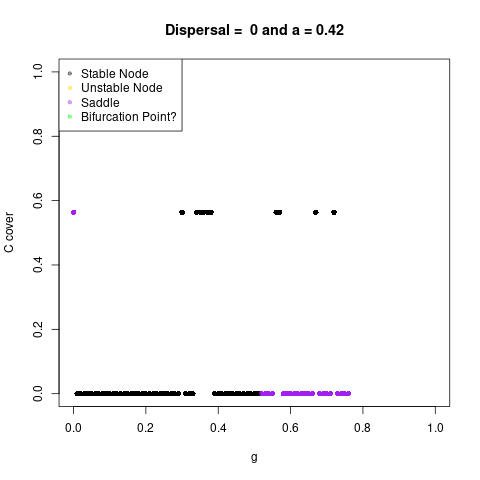 Dispersal =  0 and a = 0.42
Stable Node
Unstable Node
Saddle
Bifurcation Point?
C cover
1.0
0.8
0.6
0.4
0.2
0.0
0.0 0.2 0.4 0.6 0.8 1.0
g